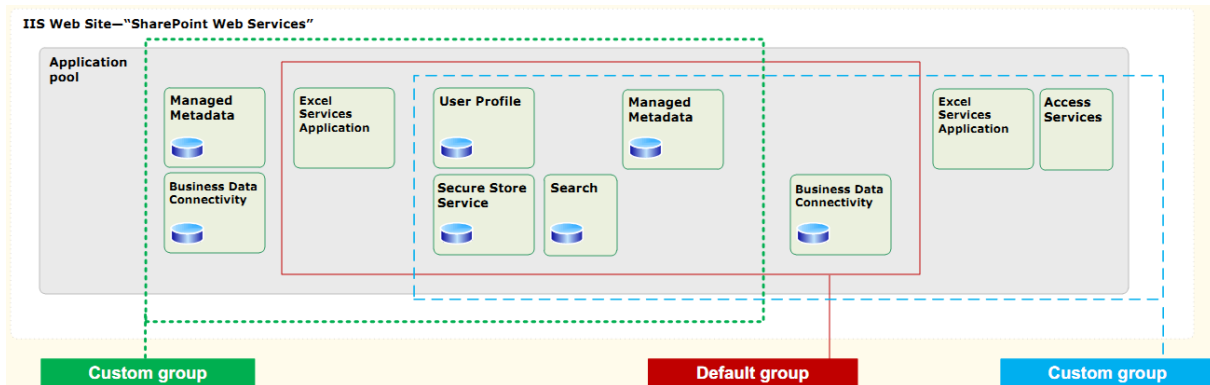 IIS Web Site—“SharePoint Web Services”
Application
pool
Managed
Metadata
Excel
Services
Application
User Profile
Managed
Metadata
Excel
Services
Application
Access
Services
Business Data
Connectivity
Secure Store
Service
Search
Business Data
Connectivity
Custom group
Default group
Custom group